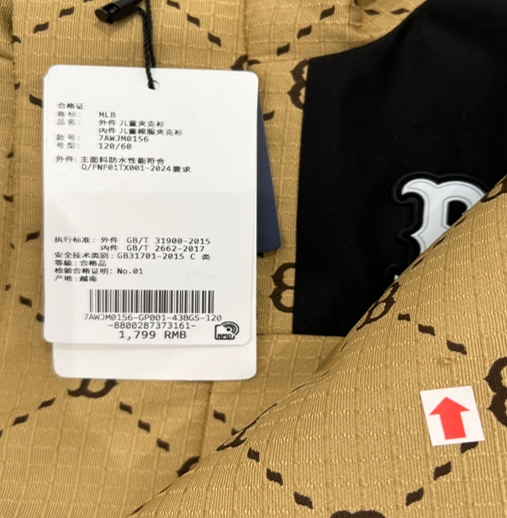 合格证
商标: MLB
品名: 外件 儿童夹克衫
内件 儿童棉服夹克衫
款号: 7AWJM0156
号型: 120/60
外件: 主面料防水性能符合
Q/FNF01TX001-2024要求
执行标准: 外件 GB/T 31900-2015
内件 GB/T 2662-2017
安全技术类别: GB31701-2015 C 类
等级: 合格品
检验合格证明: No.01
产地: 越南
7AWJM0156-GP001-43BGS-120
-8800287373161-
1,799 RMB
RFID
B